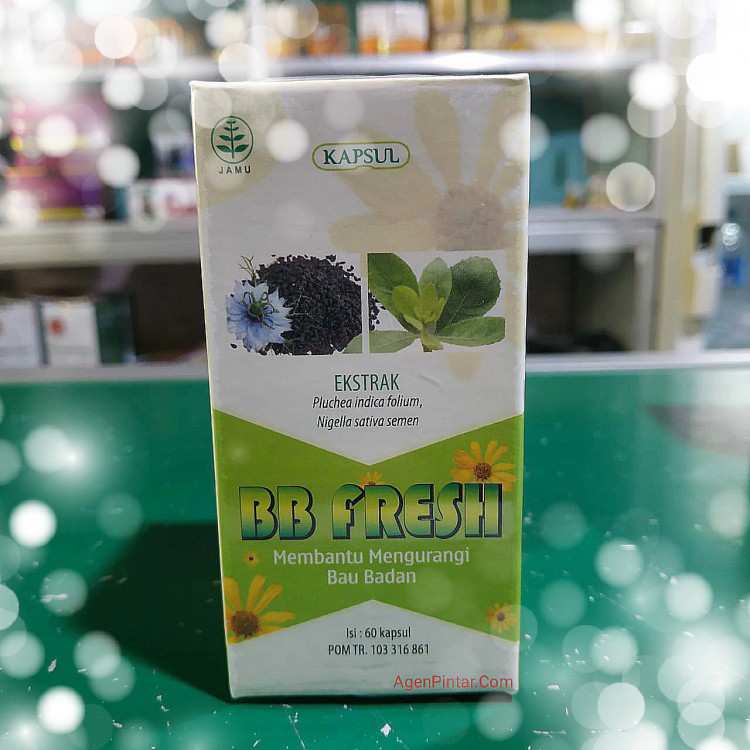 JAMU
KAPSUL
EKSTRAK
Pluchea indica folium,
Nigella sativa semen
BB FRESH
Membantu Mengurangi
Bau Badan
Isi : 60 kapsul
POM TR. 103 316 861
AgenPintar.Com